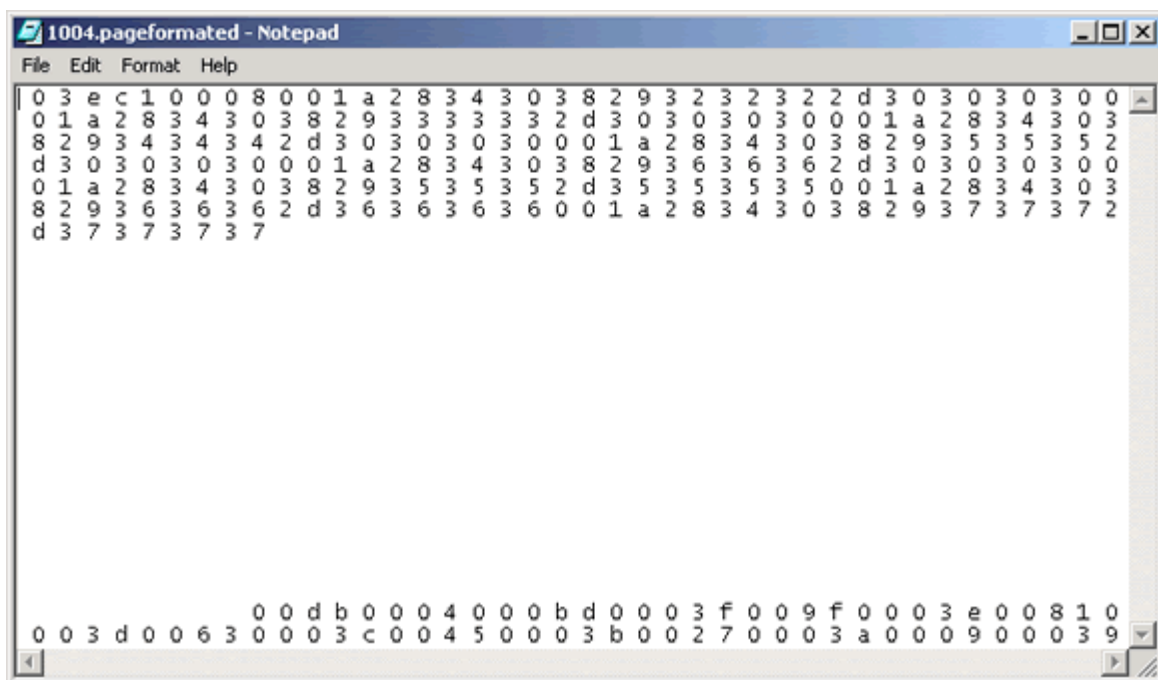 1004.pageformated - Notepad
File Edit Format Help
0 3 e c 1 0 0 0 8 0 0 1 a 2 8 3 4 3 0 3 8 2 9 3 2 3 2 3 2 2 d 3 0 3 0 3 0 3 0 0
0 1 a 2 8 3 4 3 0 3 8 2 9 3 3 3 3 3 3 2 d 3 0 3 0 3 0 3 0 0 0 1 a 2 8 3 4 3 0 3
8 2 9 3 4 3 4 3 4 2 d 3 0 3 0 3 0 3 0 0 0 1 a 2 8 3 4 3 0 3 8 2 9 3 5 3 5 3 5 2
d 3 0 3 0 3 0 3 0 0 0 1 a 2 8 3 4 3 0 3 8 2 9 3 6 3 6 3 6 2 d 3 0 3 0 3 0 3 0 0
0 1 a 2 8 3 4 3 0 3 8 2 9 3 5 3 5 3 5 2 d 3 5 3 5 3 5 3 5 0 0 1 a 2 8 3 4 3 0 3
8 2 9 3 6 3 6 3 6 2 d 3 6 3 6 3 6 3 6 0 0 1 a 2 8 3 4 3 0 3 8 2 9 3 7 3 7 3 7 2
d 3 7 3 7 3 7 3 7
0 0 d b 0 0 0 4 0 0 0 b d 0 0 0 3 f 0 0 9 f 0 0 0 3 e 0 0 8 1 0
0 0 3 d 0 0 6 3 0 0 0 3 c 0 0 4 5 0 0 0 3 b 0 0 2 7 0 0 0 3 a 0 0 0 9 0 0 0 3 9